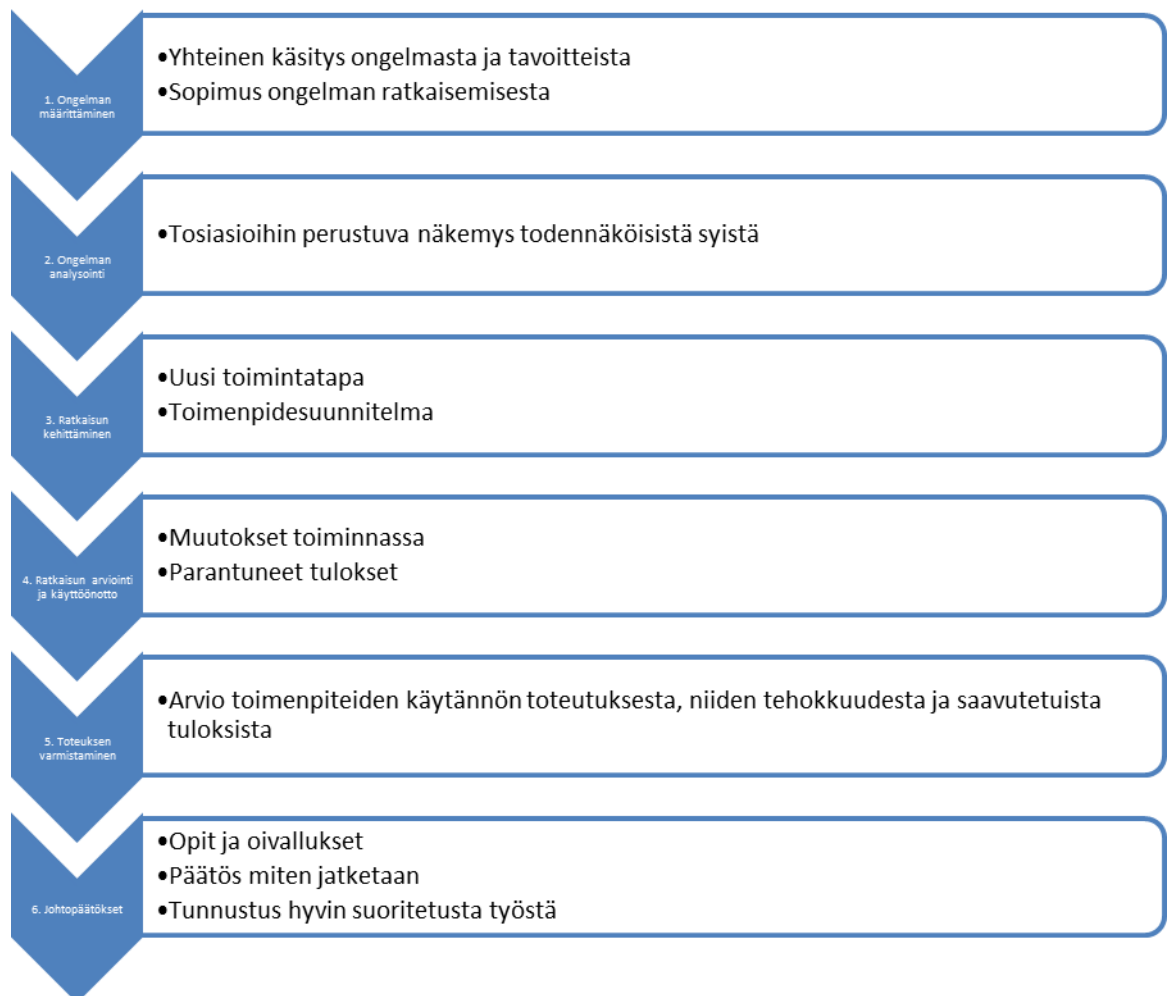 1. Ongelman
määrittäminen
•Yhteinen käsitys ongelmasta ja tavoitteista
•Sopimus ongelman ratkaisemisesta
2. Ongelman
analysointi
•Tosiasioihin perustuva näkemys todennäköisistä syistä
3. Ratkaisun
kehittäminen
•Uusi toimintatapa
•Toimenpidesuunnitelma
4. Ratkaisun arviointi
ja käyttöönotto
•Muutokset toiminnassa
•Parantuneet tulokset
5. Toteuksen
varmistaminen
•Arvio toimenpiteiden käytännön toteutuksesta, niiden tehokkuudesta ja saavutetuista
tuloksista
6. Johtopäätökset
•Opit ja oivallukset
•Päätös miten jatketaan
•Tunnustus hyvin suoritetusta työstä